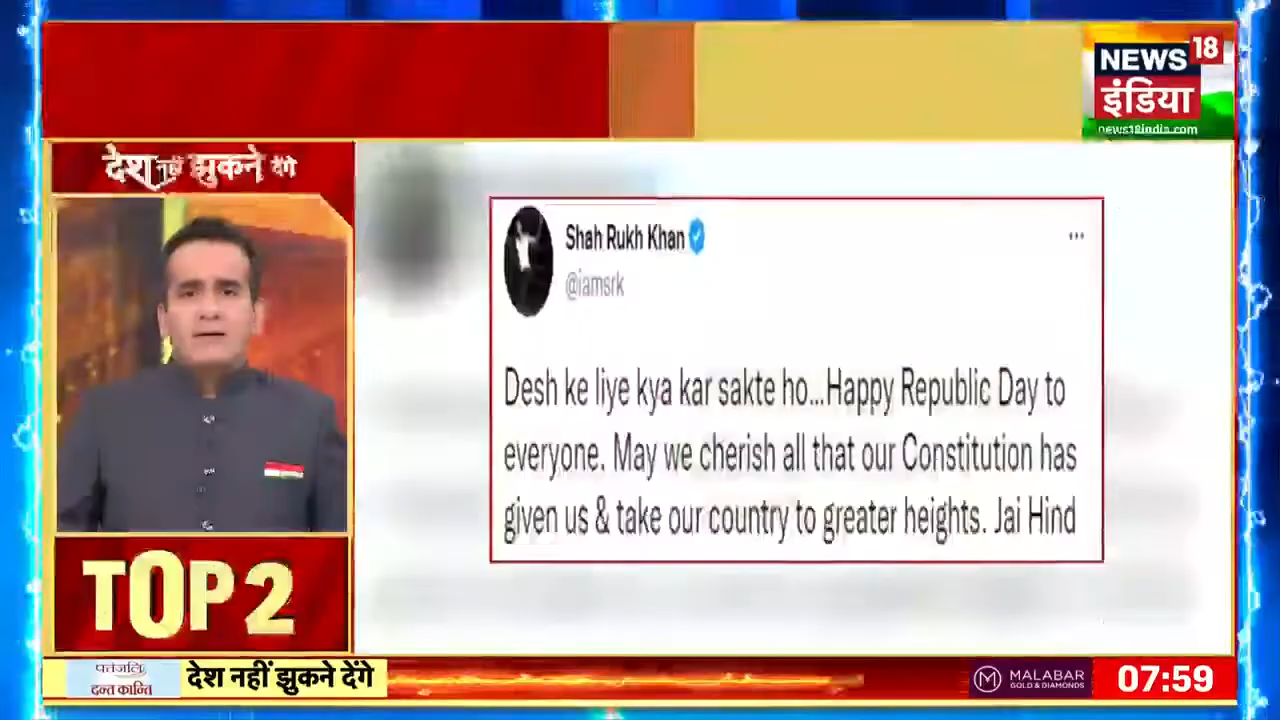 NEWS 18
इंडिया
news18india.com
देश नहीं झुकने देंगे
Shah Rukh Khan
@iamsrk
Desh ke liye kya kar sakte ho...Happy Republic Day to
everyone. May we cherish all that our Constitution has
given us & take our country to greater heights. Jai Hind
TOP 2
पतंजलि
दन्त कान्ति
देश नहीं झुकने देंगे
MALABAR
GOLD & DIAMONDS
07:59